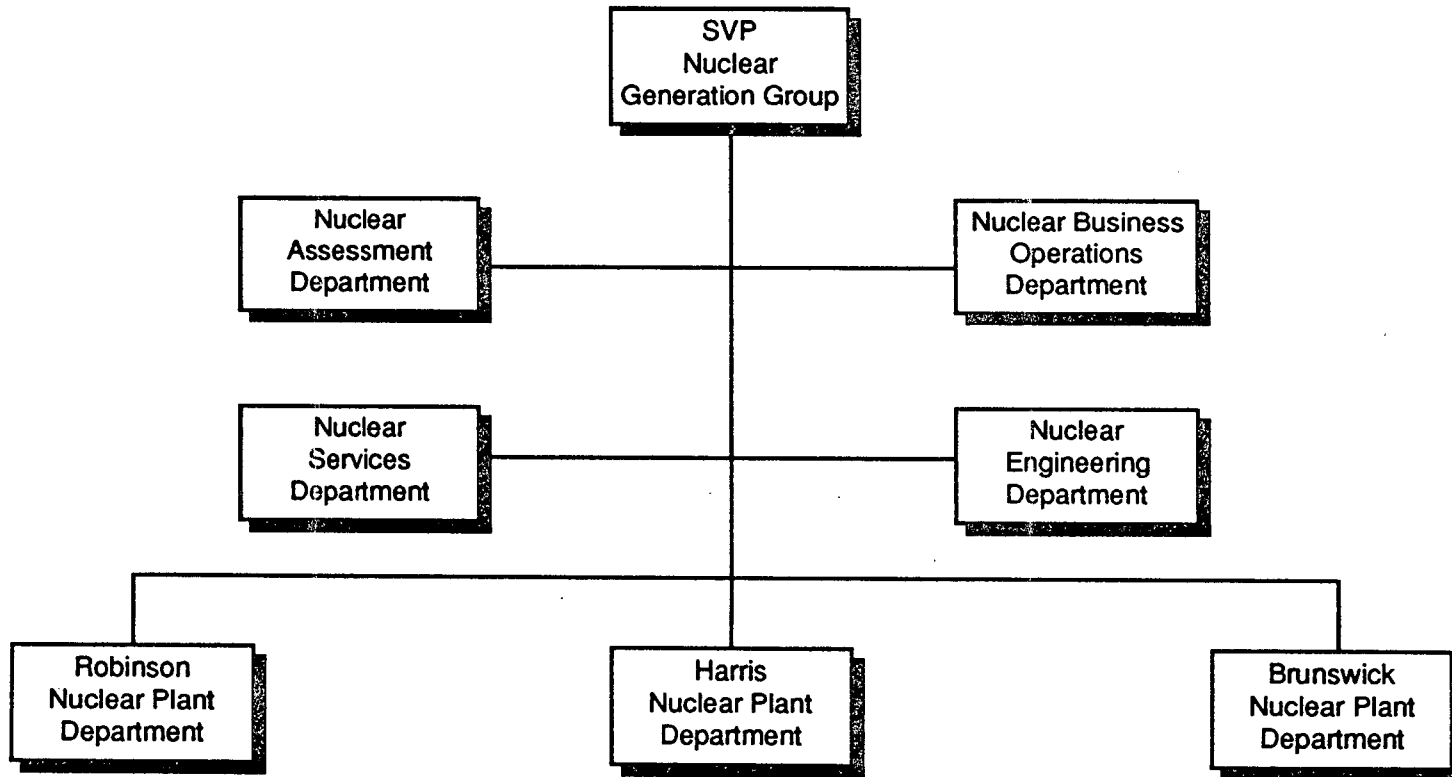 SVP
Nuclear
Generation Group
Nuclear
Assessment
Department
Nuclear Business
Operations
Department
Nuclear
Services
Department
Nuclear
Engineering
Department
Robinson
Nuclear Plant
Department
Harris
Nuclear Plant
Department
Brunswick
Nuclear Plant
Department